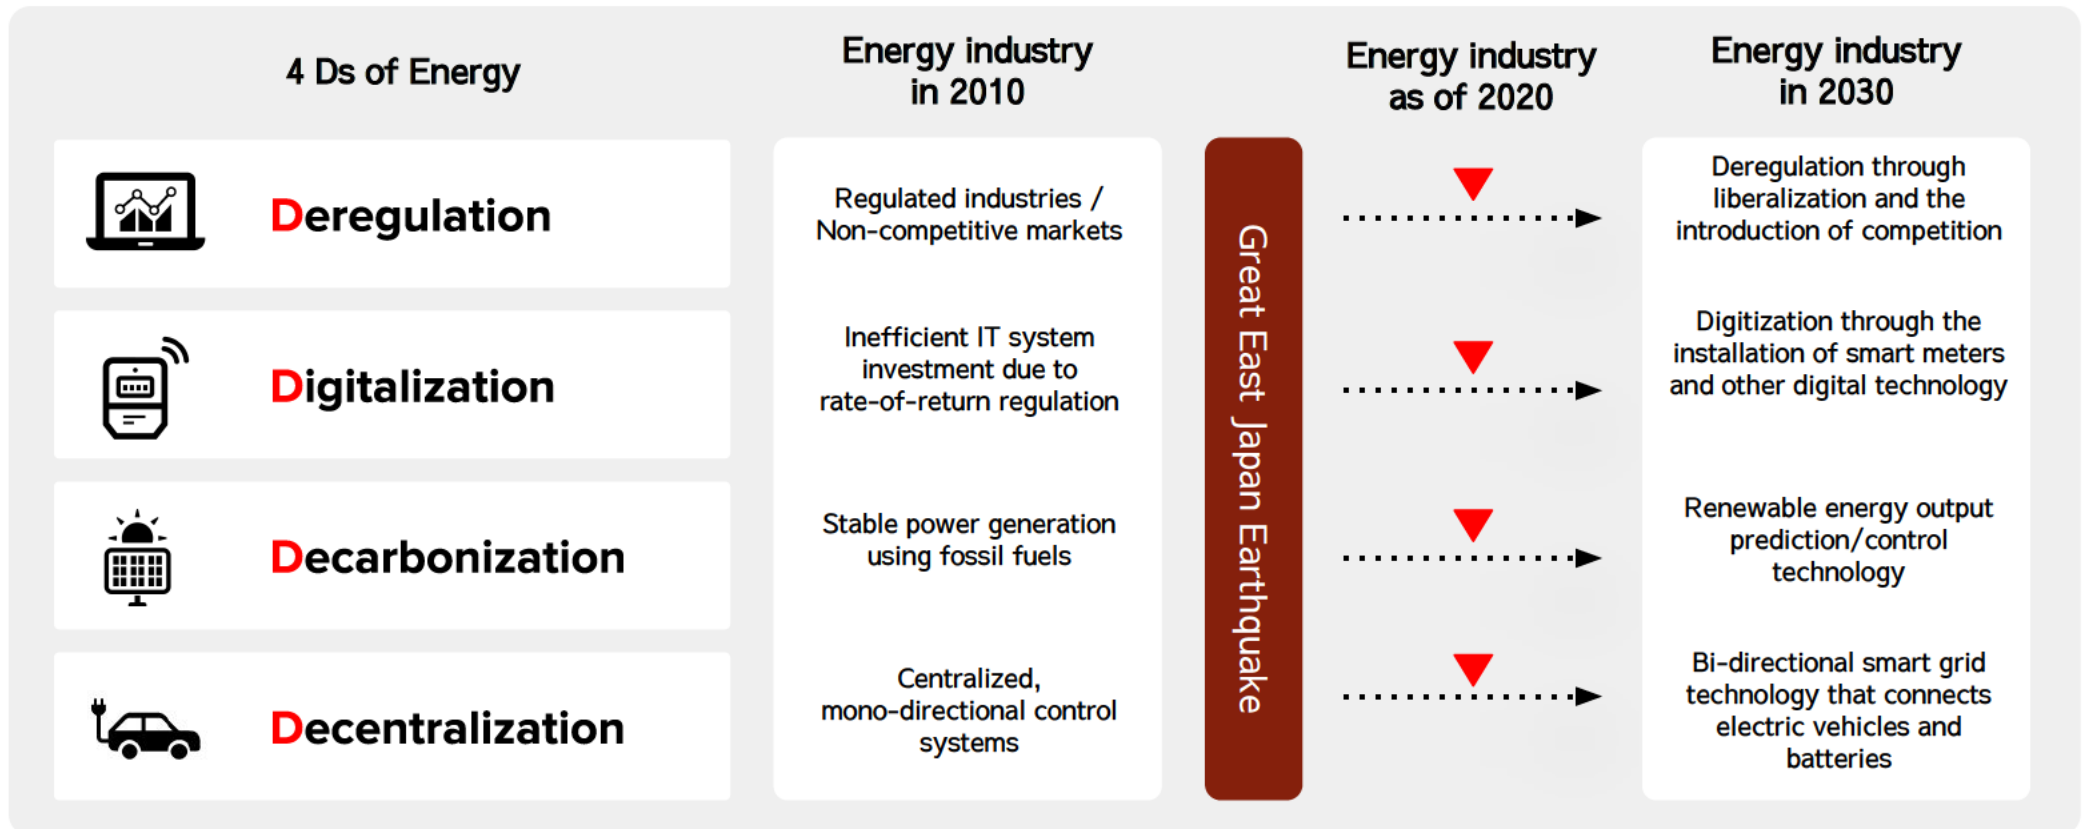 4 Ds of Energy
Energy industry
in 2010
Energy industry
as of 2020
Energy industry
in 2030
Deregulation
Regulated industries /
Non-competitive markets
Deregulation through
liberalization and the
introduction of competition
Digitalization
Inefficient IT system
investment due to
rate-of-return regulation
Digitization through the
installation of smart meters
and other digital technology
Decarbonization
Stable power generation
using fossil fuels
Renewable energy output
prediction/control
technology
Decentralization
Centralized,
mono-directional control
systems
Bi-directional smart grid
technology that connects
electric vehicles and
batteries
Great East Japan Earthquake